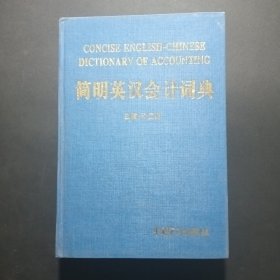 CONCISE ENGLISH-CHINESE
DICTIONARY OF ACCOUNTING
简明英汉会计词典